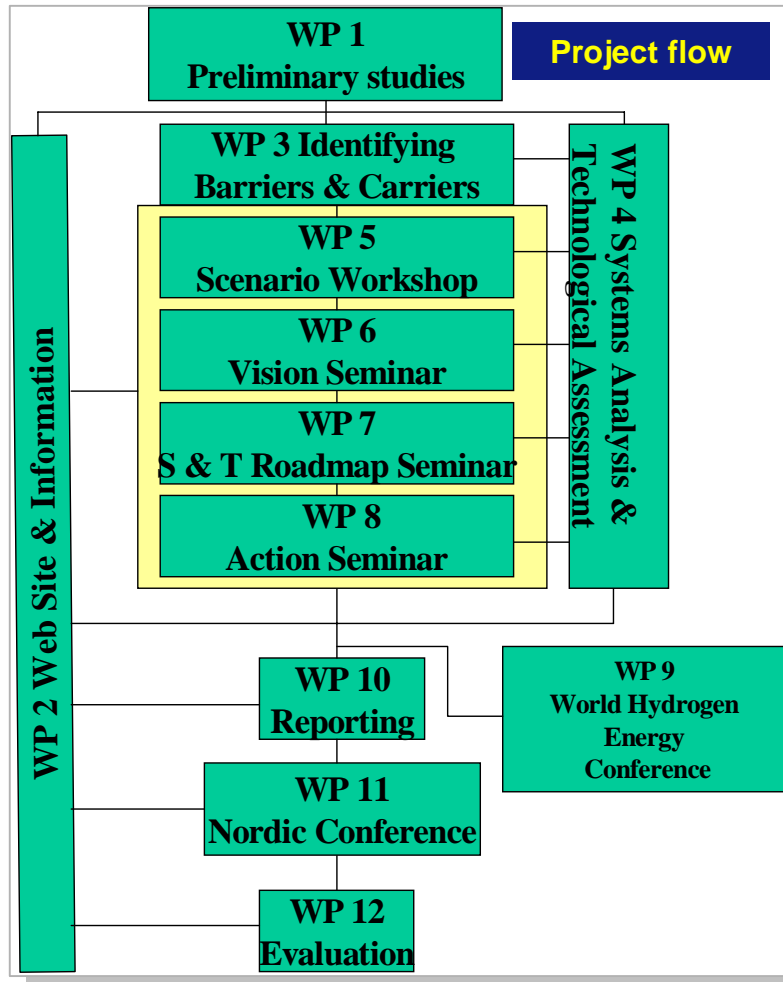 WP 1
Preliminary studies
Project flow
WP 3 Identifying
Barriers & Carriers
WP 4 Systems Analysis &
Technological Assessment
WP 5
Scenario Workshop
WP 6
Vision Seminar
WP 7
S & T Roadmap Seminar
WP 8
Action Seminar
WP 2 Web Site & Information
WP 10
Reporting
WP 9
World Hydrogen
Energy
Conference
WP 11
Nordic Conference
WP 12
Evaluation